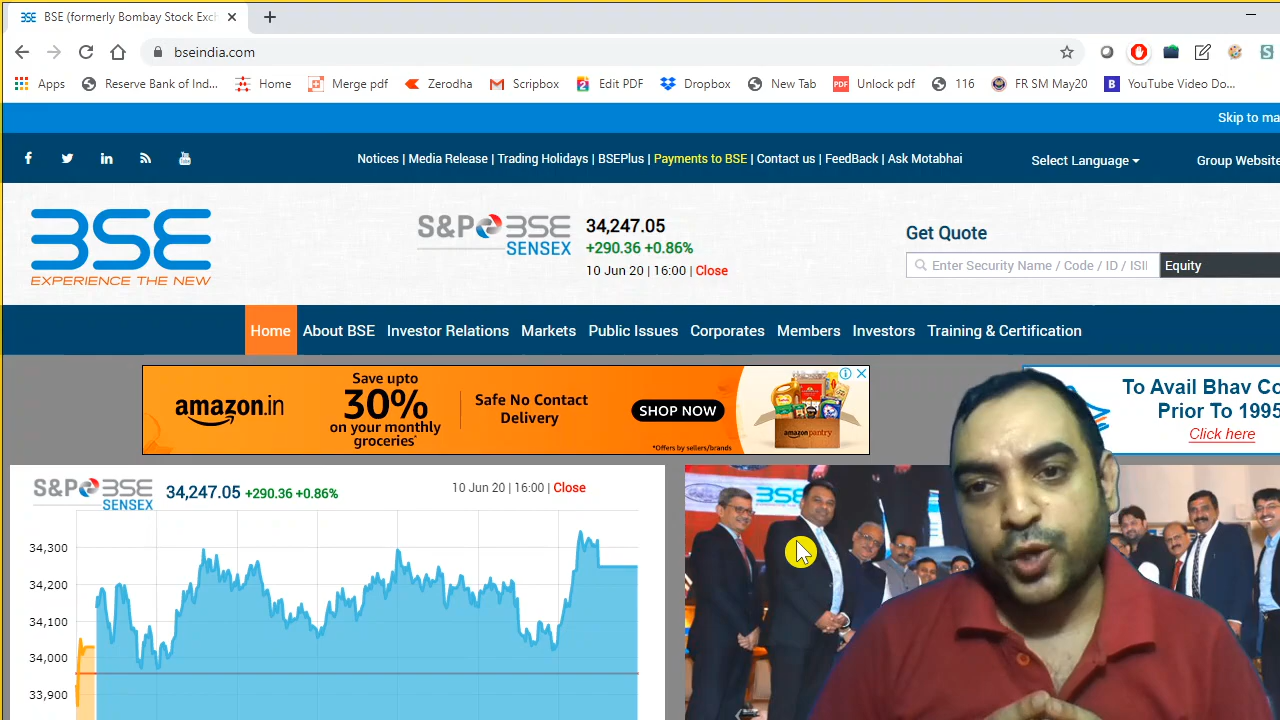 BSE (formerly Bombay Stock Exch
bseindia.com
Apps Reserve Bank of Ind... Home Merge pdf Zerodha Scripbox Edit PDF Dropbox New Tab Unlock pdf 116 FR SM May20 YouTube Video Do...
Skip to ma
Notices | Media Release | Trading Holidays | BSEPlus | Payments to BSE | Contact us | FeedBack | Ask Motabhai
Select Language
Group Website
BSE
EXPERIENCE THE NEW
S&P BSE
SENSEX
34,247.05
+290.36 +0.86%
10 Jun 20 | 16:00 | Close
Get Quote
Enter Security Name / Code / ID / ISI
Equity
Home About BSE Investor Relations Markets Public Issues Corporates Members Investors Training & Certification
amazon.in
Save upto
30%
on your monthly
groceries*
Safe No Contact
Delivery
SHOP NOW
amazon pantry
*Offers by sellers/brands
To Avail Bhav Co
Prior To 1995
Click here
S&P BSE
SENSEX
34,247.05 +290.36 +0.86%
10 Jun 20 | 16:00 | Close
34,300
34,200
34,100
34,000
33,900
BSE